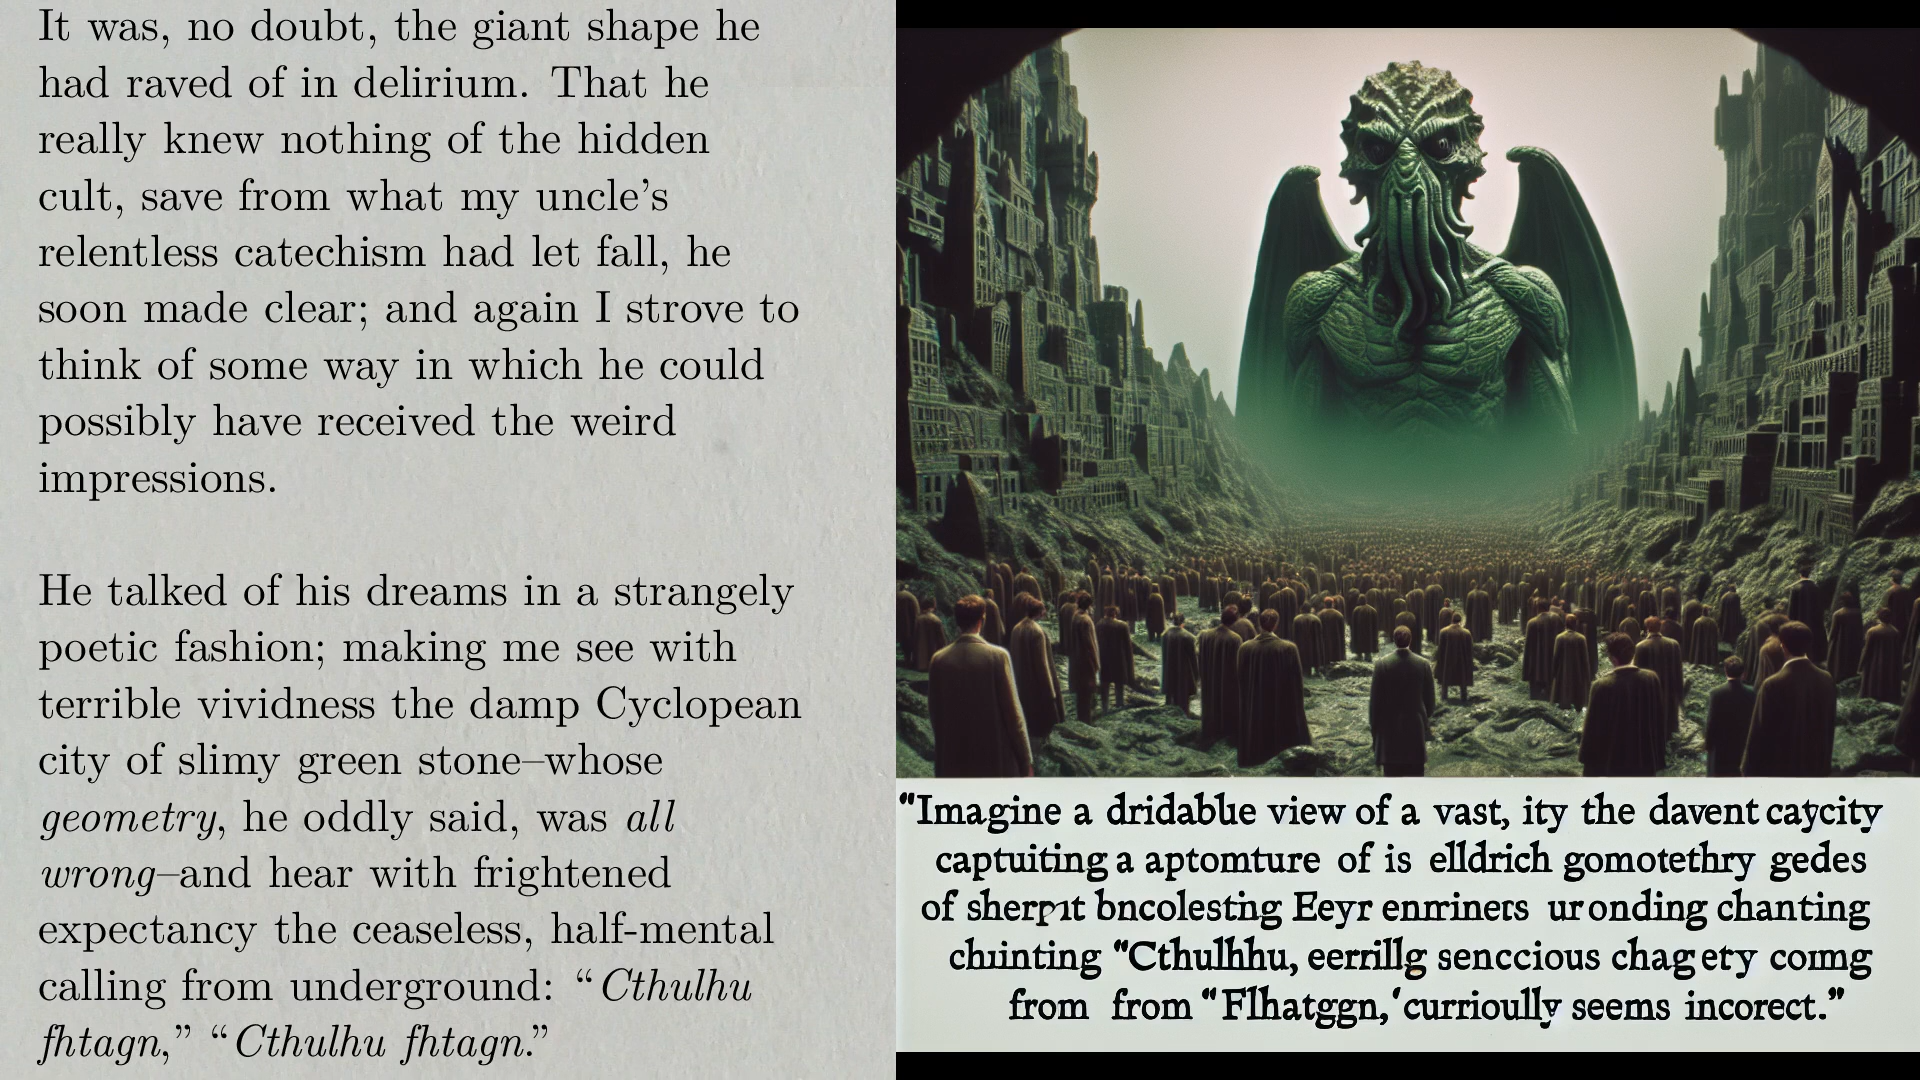 It was, no doubt, the giant shape he
had raved of in delirium. That he
really knew nothing of the hidden
cult, save from what my uncle's
relentless catechism had let fall, he
soon made clear; and again I strove to
think of some way in which he could
possibly have received the weird
impressions.
He talked of his dreams in a strangely
poetic fashion; making me see with
terrible vividness the damp Cyclopean
city of slimy green stone–whose
geometry, he oddly said, was all
wrong–and hear with frightened
expectancy the ceaseless, half-mental
calling from underground: “Cthulhu
fhtagn,” “Cthulhu fhtagn.”
“Imagine a dridablue view of a vast, ity the davent caycity
captuiting a aptomture of is elldrich gomotethry gedes
of bncolesting Eeyr enminets uronding chanting
chinting “Cthulhhu, eerrillg senccious chagety comg
from from “Flhatggn, ‘currioully seems incorect.”